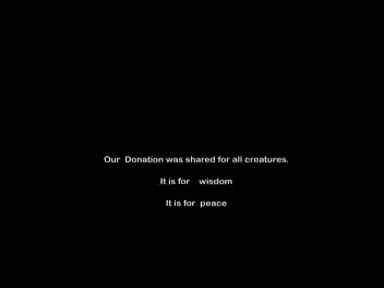 Our Donation was shared for all creatures.
It is for wisdom
It is for peace